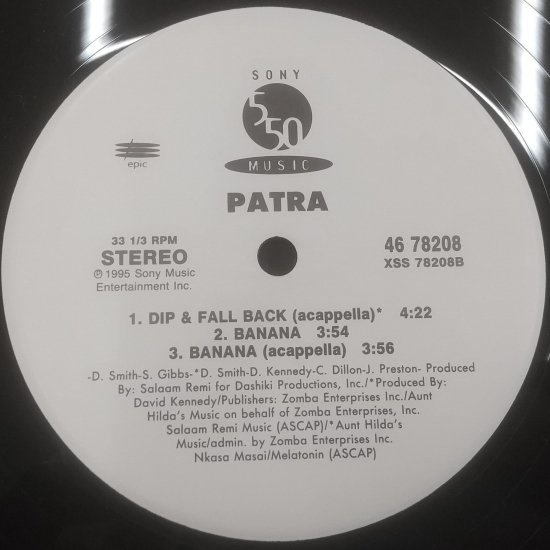 SONY
550
MUSIC
epic
PATRA
33 1/3 RPM
STEREO
℗ 1995 Sony Music
Entertainment Inc.
46 78208
XSS 78208B
1. DIP & FALL BACK (acappella)* 4:22
2. BANANA 3:54
3. BANANA (acappella) 3:56
-D. Smith-S. Gibbs-*D. Smith-D. Kennedy-C. Dillon-J. Preston- Produced
By: Salaam Remi for Dashiki Productions, Inc./*Produced By:
David Kennedy/Publishers: Zomba Enterprises, Inc./Aunt
Hilda's Music on behalf of Zomba Enterprises, Inc.
Salaam Remi Music (ASCAP)/*Aunt Hilda's
Music/admin. by Zomba Enterprises Inc.
Nkasa Masai/Melatonin (ASCAP)